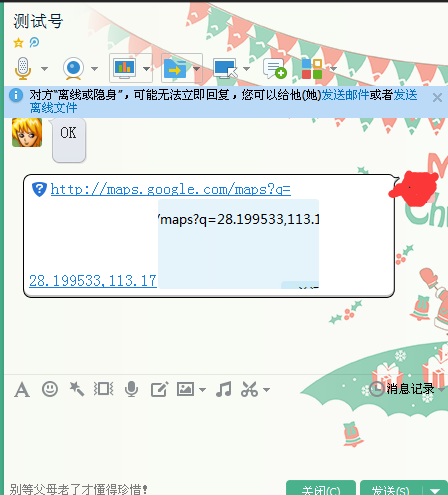 测试号
对方“离线或隐身”，可能无法立即回复，您可以给他(她)发送邮件或者发送
离线文件
OK
http://maps.google.com/maps?q=
/maps?q=28.199533,113.1
28.199533,113.17
消息记录
别等父母老了才懂得珍惜!
关闭(C)
发送(S)